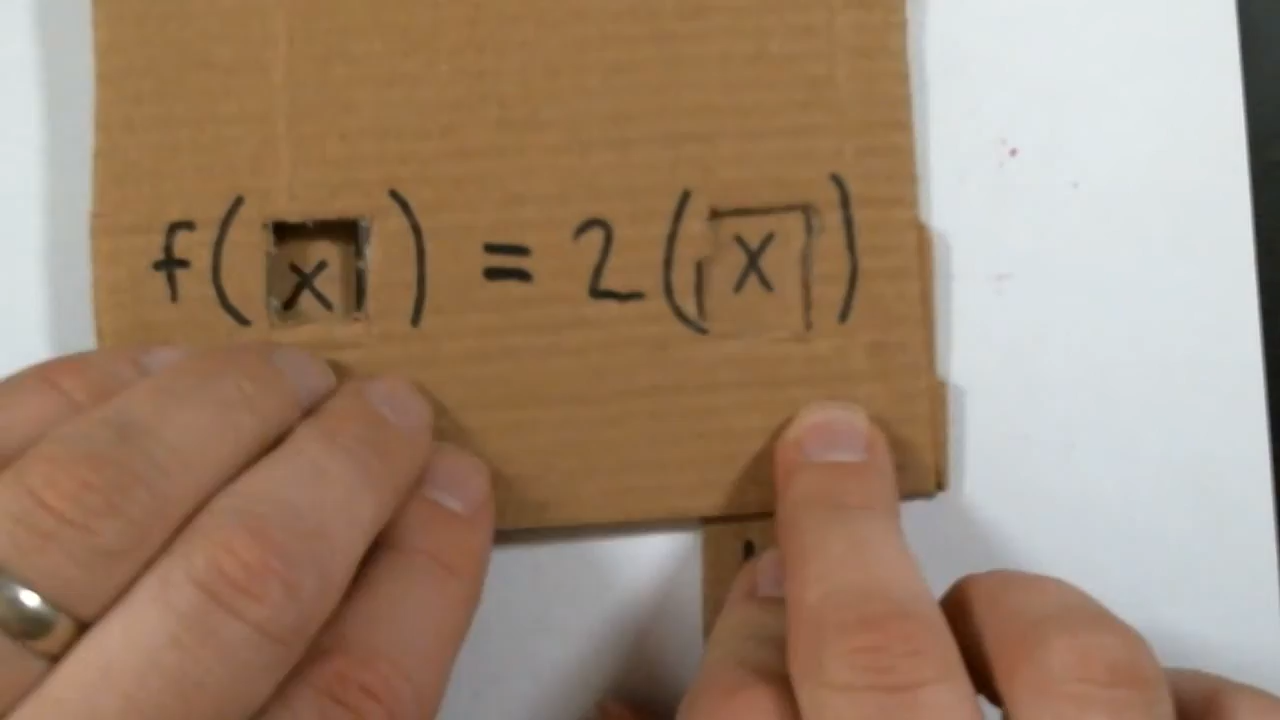 f(x) = 2(x)